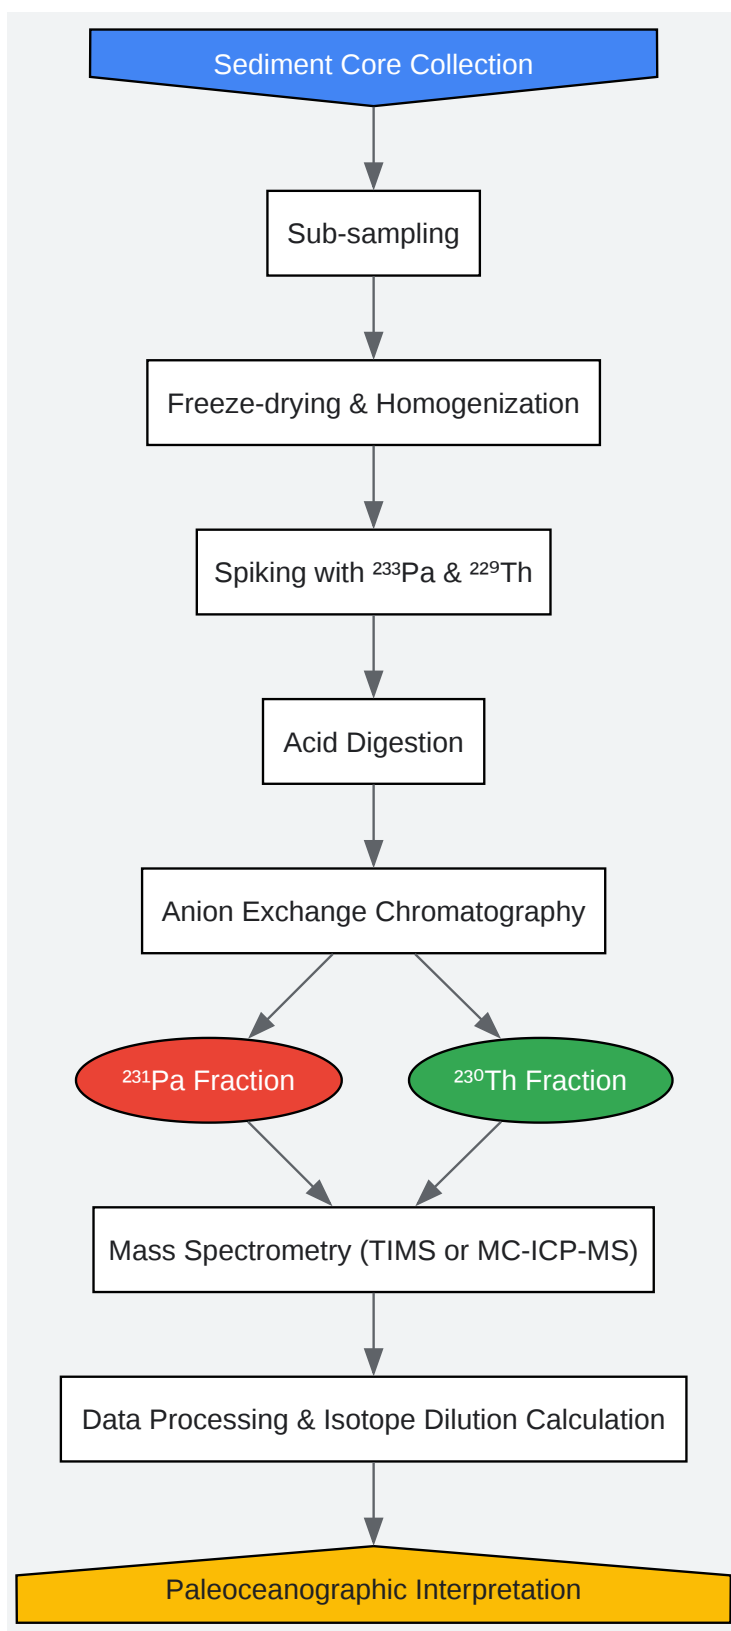 Sediment Core Collection
Sub-sampling
Freeze-drying & Homogenization
Spiking with ²³³Pa & ²²⁹Th
Acid Digestion
Anion Exchange Chromatography
²³¹Pa Fraction
²³⁰Th Fraction
Mass Spectrometry (TIMS or MC-ICP-MS)
Data Processing & Isotope Dilution Calculation
Paleoceanographic Interpretation